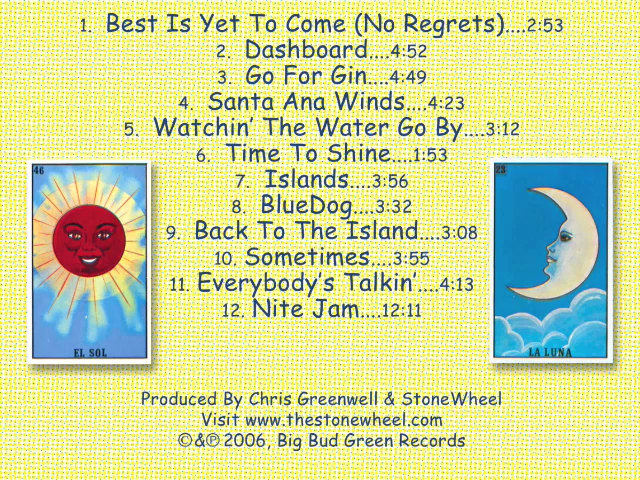 1. Best Is Yet To Come (No Regrets)....2:53
2. Dashboard....4:52
3. Go For Gin....4:49
4. Santa Ana Winds....4:23
5. Watchin' The Water Go By....3:12
6. Time To Shine....1:53
7. Islands....3:56
8. BlueDog....3:32
9. Back To The Island....3:08
10. Sometimes....3:55
11. Everybody's Talkin'....4:13
12. Nite Jam....12:11
46
EL SOL
23
LA LUNA
Produced By Chris Greenwell & StoneWheel
Visit www.thestonewheel.com
©&℗ 2006, Big Bud Green Records